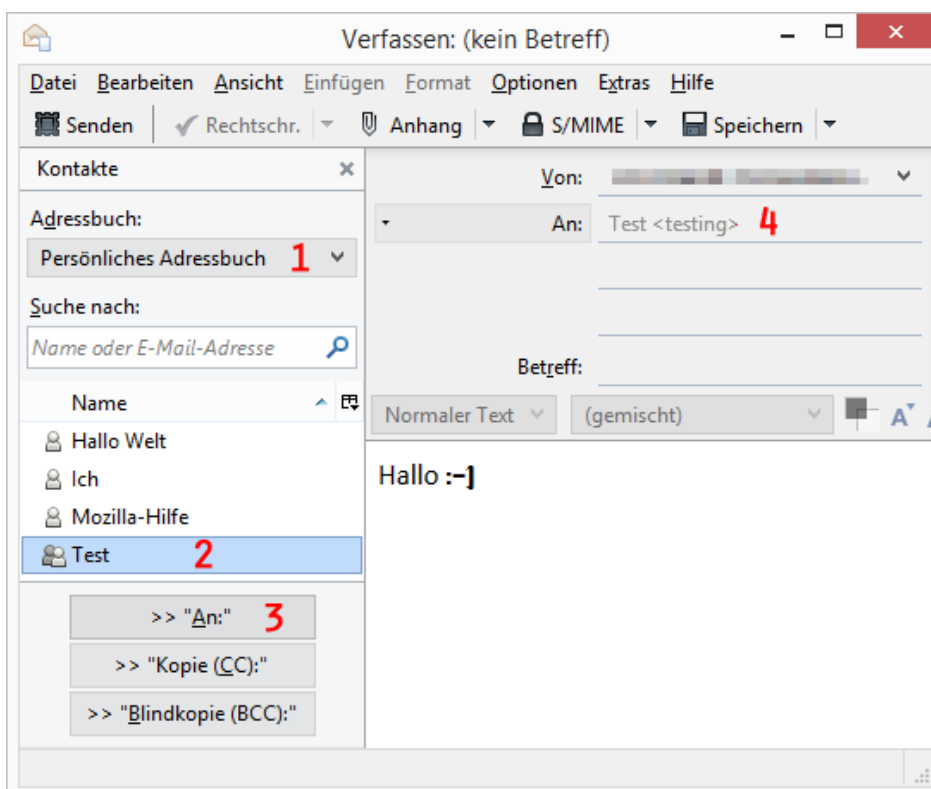 Verfassen: (kein Betreff)
Datei Bearbeiten Ansicht Einfügen Format Optionen Extras Hilfe
Senden Rechtschr. Anhang S/MIME Speichern
Kontakte
Adressbuch:
Persönliches Adressbuch 1
Suche nach:
Name oder E-Mail-Adresse
Name
Hallo Welt
Ich
Mozilla-Hilfe
Test 2
>> "An:" 3
>> "Kopie (CC):"
>> "Blindkopie (BCC):"
Von:
An: Test <testing> 4
Betreff:
Normaler Text (gemischt) A
Hallo :-]